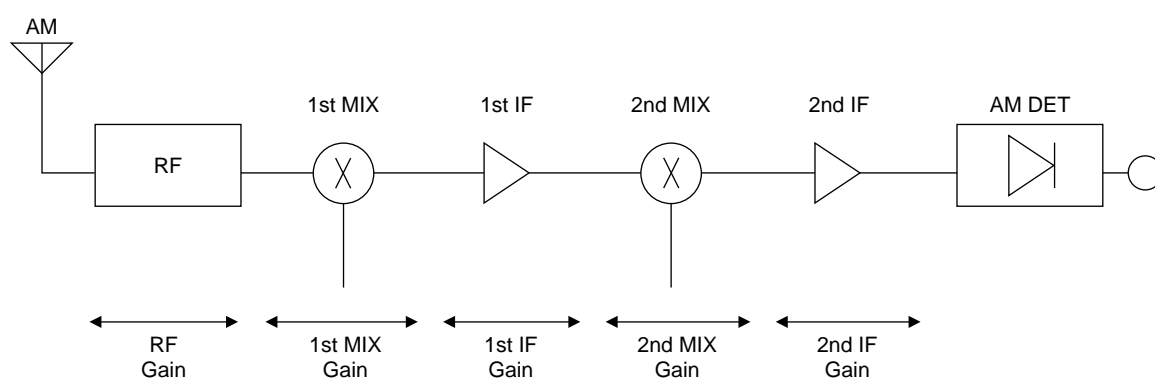 AM
1st MIX
1st IF
2nd MIX
2nd IF
AM DET
RF
RF
Gain
1st MIX
Gain
1st IF
Gain
2nd MIX
Gain
2nd IF
Gain